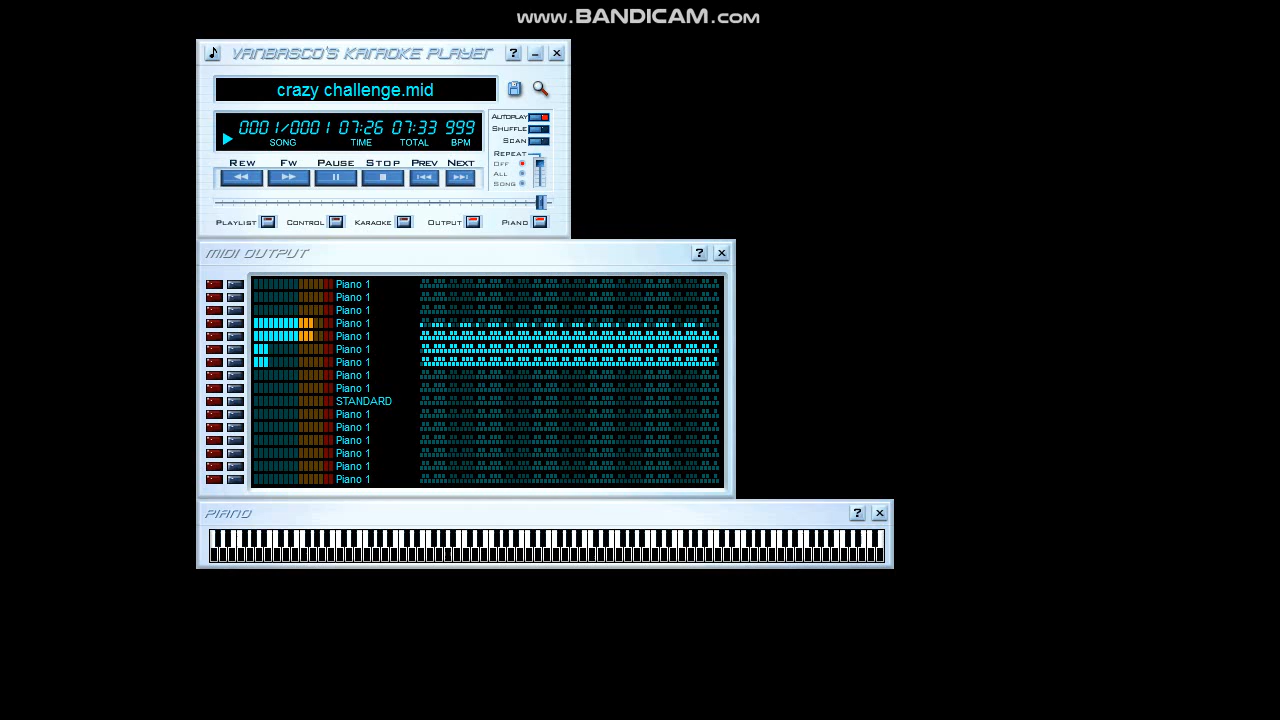 www.BANDICAM.com
VANBASCO'S KARAOKE PLAYER
?
crazy challenge.mid
0001/0001 07:26 07:33 999
SONG TIME TOTAL BPM
AUTOPLAY
SHUFFLE
SCAN
REPEAT
OFF
ALL
SONG
REW FW PAUSE STOP PREV NEXT
PLAYLIST CONTROL KARAOKE OUTPUT PIANO
MIDI OUTPUT
?
Piano 1
Piano 1
Piano 1
Piano 1
Piano 1
Piano 1
Piano 1
Piano 1
Piano 1
STANDARD
Piano 1
Piano 1
Piano 1
Piano 1
Piano 1
Piano 1
PIANO
?